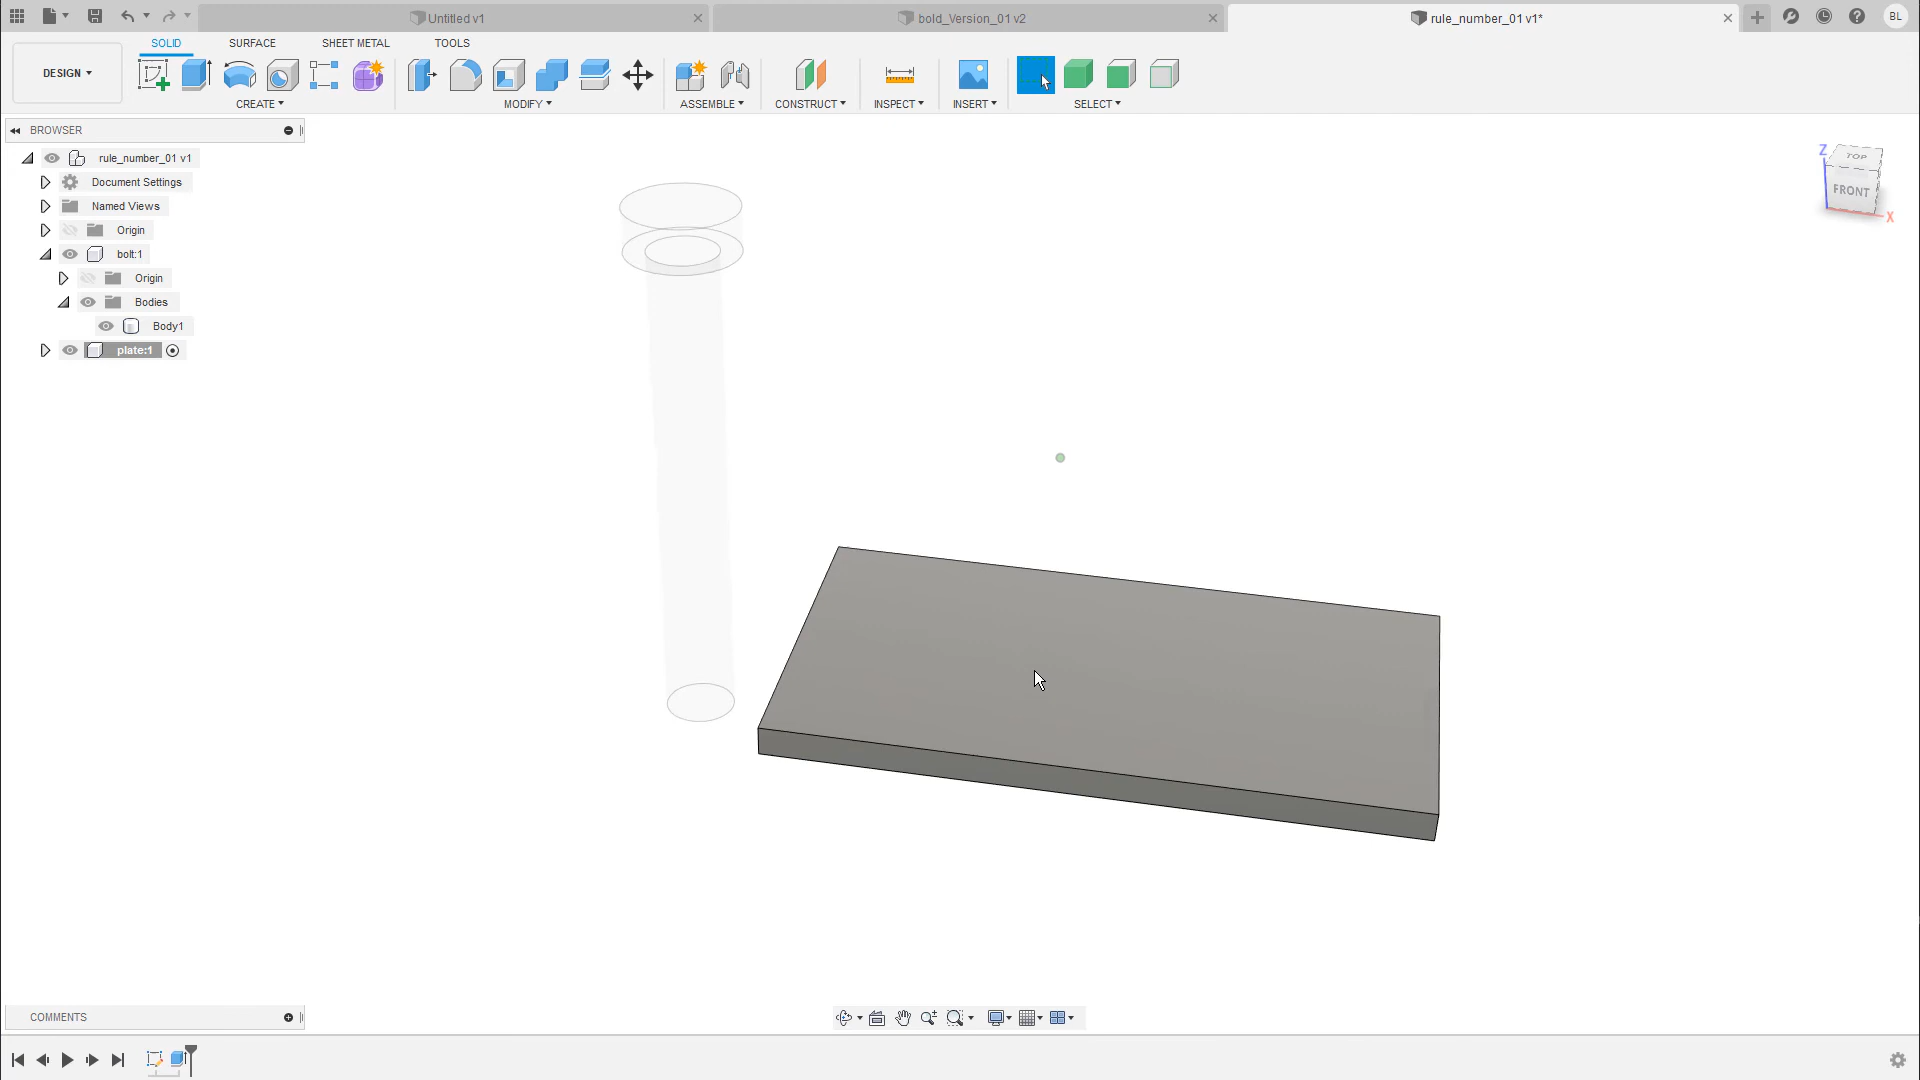 Untitled v1
bold_Version_01 v2
rule_number_01 v1*
BL
DESIGN
SOLID
SURFACE
SHEET METAL
TOOLS
CREATE
MODIFY
ASSEMBLE
CONSTRUCT
INSPECT
INSERT
SELECT
BROWSER
rule_number_01 v1
Document Settings
Named Views
Origin
bolt:1
Origin
Bodies
Body1
plate:1
Z
TOP
FRONT
X
COMMENTS